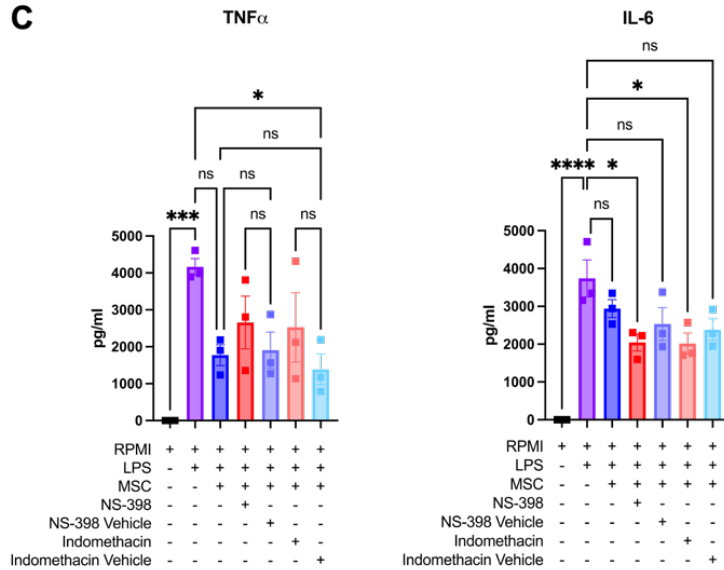 C
TNFα
*
ns
ns
ns
***
ns
ns
5000
4000
3000
2000
1000
0
pg/ml
RPMI + + + + + + +
LPS - + + + + + +
MSC - - + + + + +
NS-398 - - - + - - -
NS-398 Vehicle - - - - + - -
Indomethacin - - - - - + -
Indomethacin Vehicle - - - - - - +
IL-6
ns
*
ns
**** *
ns
5000
4000
3000
2000
1000
0
pg/ml
RPMI + + + + + + +
LPS - + + + + + +
MSC - - + + + + +
NS-398 - - - + - - -
NS-398 Vehicle - - - - + - -
Indomethacin - - - - - + -
Indomethacin Vehicle - - - - - - +